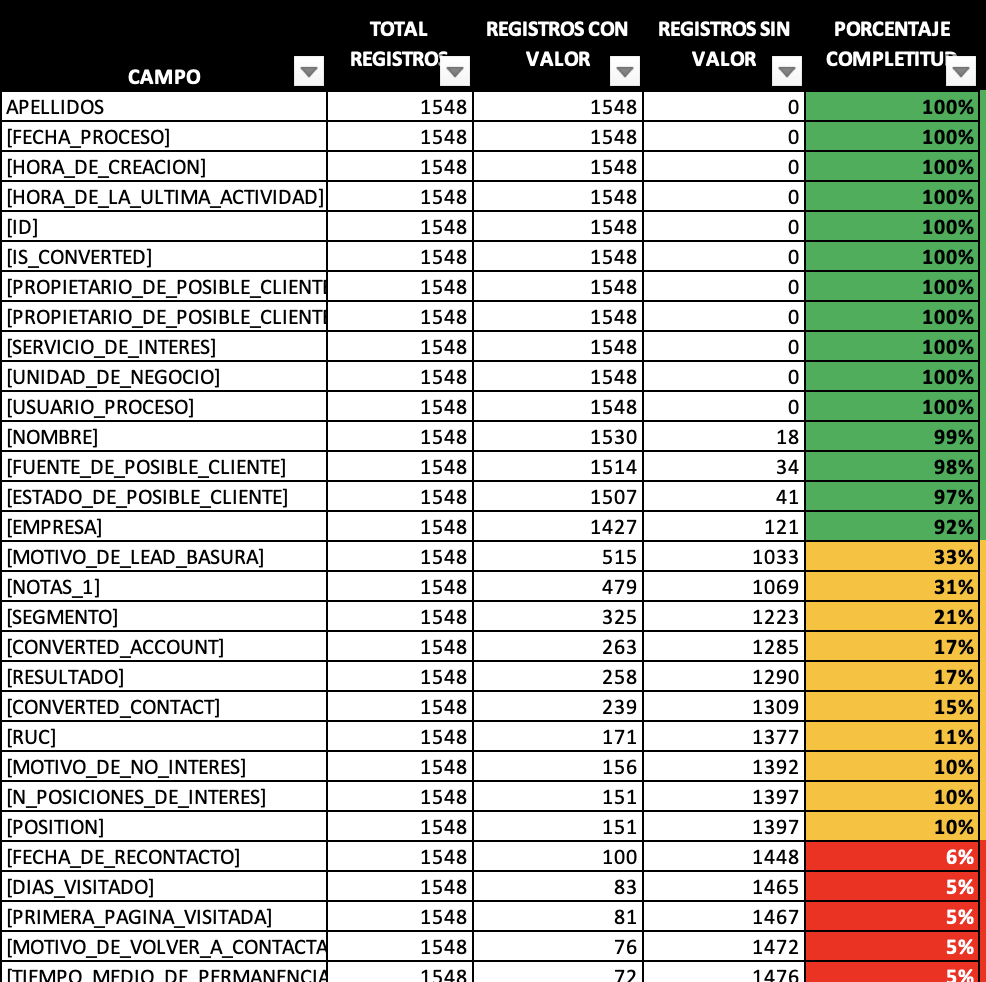 CAMPO TOTAL REGISTROS REGISTROS CON VALOR REGISTROS SIN VALOR PORCENTAJE COMPLETITUD
APELLIDOS 1548 1548 0 100%
[FECHA_PROCESO] 1548 1548 0 100%
[HORA_DE_CREACION] 1548 1548 0 100%
[HORA_DE_LA_ULTIMA_ACTIVIDAD] 1548 1548 0 100%
[ID] 1548 1548 0 100%
[IS_CONVERTED] 1548 1548 0 100%
[PROPIETARIO_DE_POSIBLE_CLIENTE 1548 1548 0 100%
[PROPIETARIO_DE_POSIBLE_CLIENTE 1548 1548 0 100%
[SERVICIO_DE_INTERES] 1548 1548 0 100%
[UNIDAD_DE_NEGOCIO] 1548 1548 0 100%
[USUARIO_PROCESO] 1548 1548 0 100%
[NOMBRE] 1548 1530 18 99%
[FUENTE_DE_POSIBLE_CLIENTE] 1548 1514 34 98%
[ESTADO_DE_POSIBLE_CLIENTE] 1548 1507 41 97%
[EMPRESA] 1548 1427 121 92%
[MOTIVO_DE_LEAD_BASURA] 1548 515 1033 33%
[NOTAS_1] 1548 479 1069 31%
[SEGMENTO] 1548 325 1223 21%
[CONVERTED_ACCOUNT] 1548 263 1285 17%
[RESULTADO] 1548 258 1290 17%
[CONVERTED_CONTACT] 1548 239 1309 15%
[RUC] 1548 171 1377 11%
[MOTIVO_DE_NO_INTERES] 1548 156 1392 10%
[N_POSICIONES_DE_INTERES] 1548 151 1397 10%
[POSITION] 1548 151 1397 10%
[FECHA_DE_RECONTACTO] 1548 100 1448 6%
[DIAS_VISITADO] 1548 83 1465 5%
[PRIMERA_PAGINA_VISITADA] 1548 81 1467 5%
[MOTIVO_DE_VOLVER_A_CONTACTA 1548 76 1472 5%
[TIEMPO_MEDIO_DE_PERMANENCIA 1548 72 1476 5%